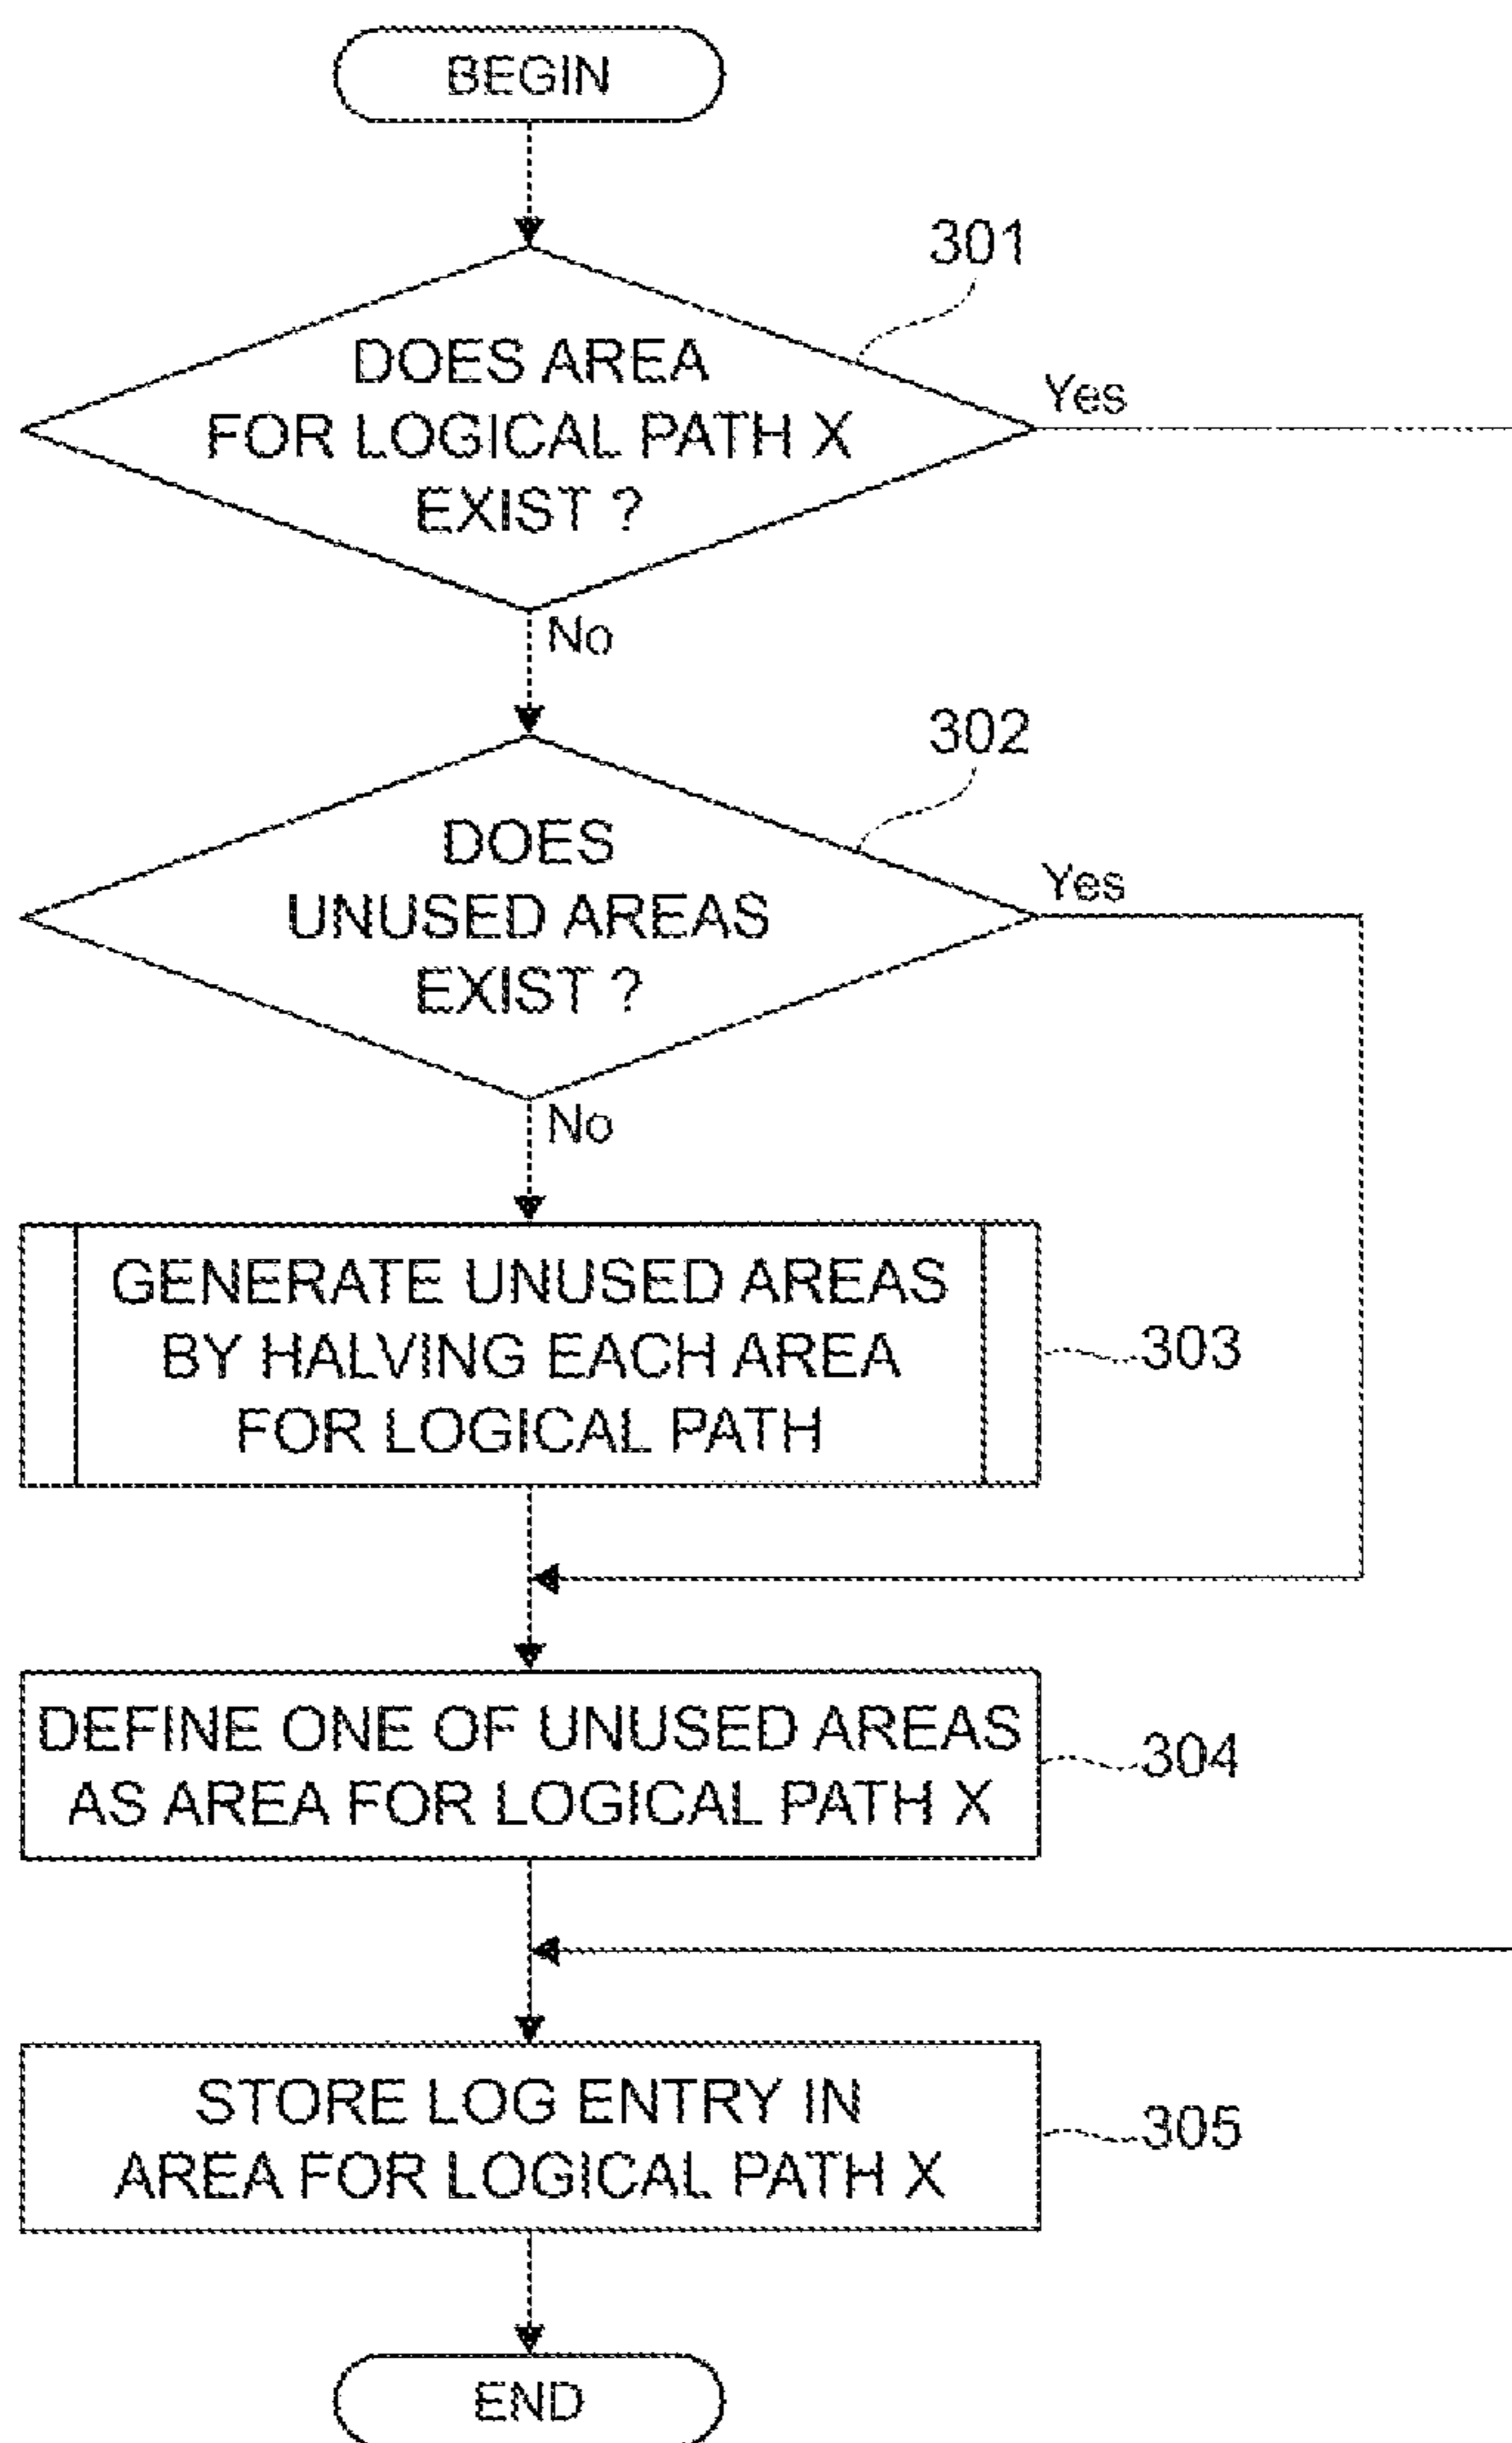 BEGIN
301
DOES AREA
FOR LOGICAL PATH X
EXIST ?
Yes
No
302
DOES
UNUSED AREAS
EXIST ?
Yes
No
GENERATE UNUSED AREAS
BY HALVING EACH AREA
FOR LOGICAL PATH
303
DEFINE ONE OF UNUSED AREAS
AS AREA FOR LOGICAL PATH X
304
STORE LOG ENTRY IN
AREA FOR LOGICAL PATH X
305
END